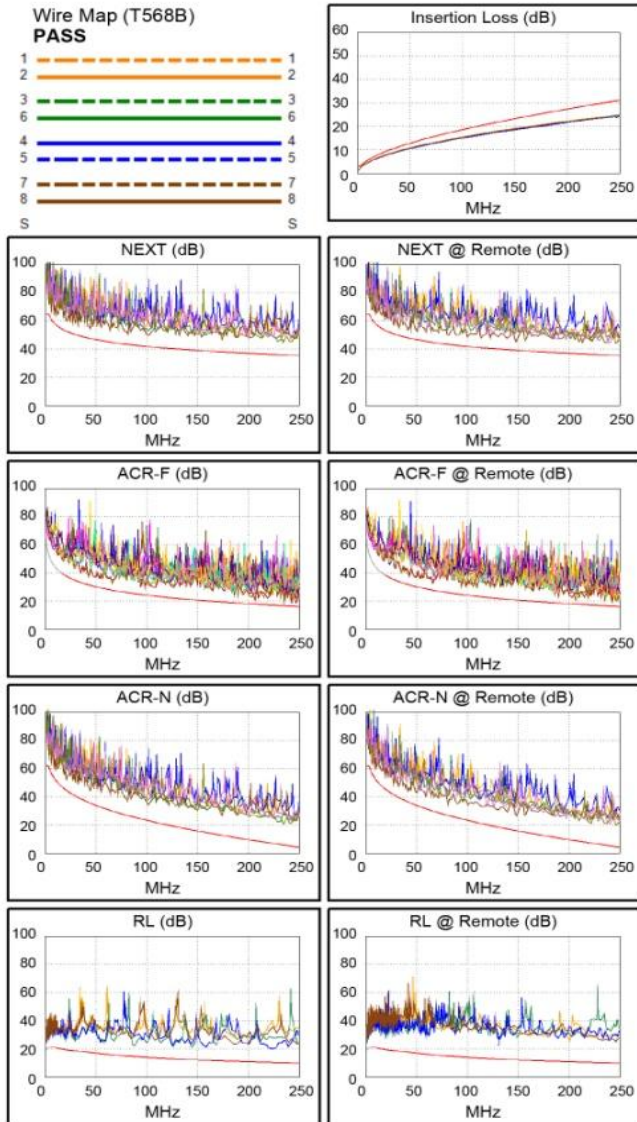 Wire Map (T568B)
PASS
1 1
2 2
3 3
6 6
4 4
5 5
7 7
8 8
S S
Insertion Loss (dB)
60
50
40
30
20
10
0
0 50 100 150 200 250
MHz
NEXT (dB)
100
80
60
40
20
0
0 50 100 150 200 250
MHz
NEXT @ Remote (dB)
100
80
60
40
20
0
0 50 100 150 200 250
MHz
ACR-F (dB)
100
80
60
40
20
0
0 50 100 150 200 250
MHz
ACR-F @ Remote (dB)
100
80
60
40
20
0
0 50 100 150 200 250
MHz
ACR-N (dB)
100
80
60
40
20
0
0 50 100 150 200 250
MHz
ACR-N @ Remote (dB)
100
80
60
40
20
0
0 50 100 150 200 250
MHz
RL (dB)
100
80
60
40
20
0
0 50 100 150 200 250
MHz
RL @ Remote (dB)
100
80
60
40
20
0
0 50 100 150 200 250
MHz